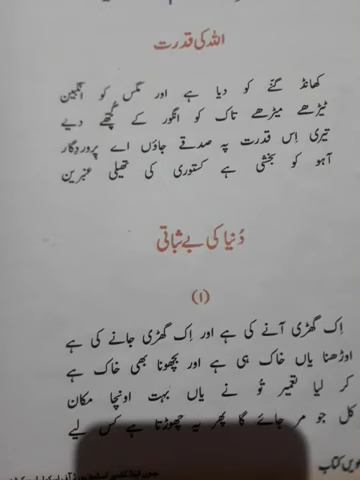 اللہ کی قدرت
کھانڈ گنّے کو دیا ہے اور مگس کو انگبین
ٹیڑھے میڑھے تاک کو انگور کے گچھے دیے
تیری اِس قدرت پہ صدقے جاؤں اے پروردگار
آہو کو بخشی ہے کستوری کی تھیلی عنبریں
دُنیا کی بے ثباتی
(۱)
اِک گھڑی آنے کی ہے اور اِک گھڑی جانے کی ہے
اوڑھنا یاں خاک ہی ہے اور بچھونا بھی خاک ہے
کر لیا تعمیر تُو نے یاں بہت اونچا مکان
کل جو مر جائے گا پھر یہ چھوڑتا ہے کس لیے
ویں کتاب